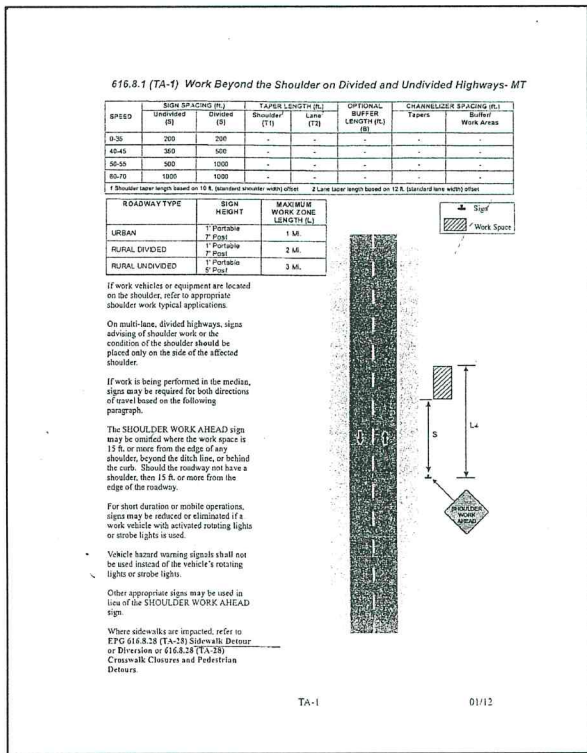 616.8.1 (TA-1) Work Beyond the Shoulder on Divided and Undivided Highways- MT
SPEED SIGN SPACING (ft.) TAPER LENGTH (ft.) OPTIONAL BUFFER LENGTH (ft.) (B) CHANNELIZER SPACING (ft.)
Undivided (S) Divided (S) Shoulder¹ (T1) Lane² (T2) Tapers Buffer/ Work Areas
0-35 200 200 - - - - -
40-45 350 500 - - - - -
50-55 500 1000 - - - - -
60-70 1000 1000 - - - - -
1 Shoulder taper length based on 10 ft. (standard shoulder width) offset 2 Lane taper length based on 12 ft. (standard lane width) offset
ROADWAY TYPE SIGN HEIGHT MAXIMUM WORK ZONE LENGTH (L)
URBAN 1' Portable 7' Post 1 Mi.
RURAL DIVIDED 1' Portable 7' Post 2 Mi.
RURAL UNDIVIDED 1' Portable 5' Post 3 Mi.
Sign
Work Space
If work vehicles or equipment are located
on the shoulder, refer to appropriate
shoulder work typical applications.
On multi-lane, divided highways, signs
advising of shoulder work or the
condition of the shoulder should be
placed only on the side of the affected
shoulder.
If work is being performed in the median,
signs may be required for both directions
of travel based on the following
paragraph.
The SHOULDER WORK AHEAD sign
may be omitted where the work space is
15 ft. or more from the edge of any
shoulder, beyond the ditch line, or behind
the curb. Should the roadway not have a
shoulder, then 15 ft. or more from the
edge of the roadway.
For short duration or mobile operations,
signs may be reduced or eliminated if a
work vehicle with activated rotating lights
or strobe lights is used.
Vehicle hazard warning signals shall not
be used instead of the vehicle's rotating
lights or strobe lights.
Other appropriate signs may be used in
lieu of the SHOULDER WORK AHEAD
sign.
Where sidewalks are impacted, refer to
EPG 616.8.28 (TA-28) Sidewalk Detour
or Diversion or 616.8.28 (TA-28)
Crosswalk Closures and Pedestrian
Detours.
S
SHOULDER
WORK
AHEAD
TA-1 01/12